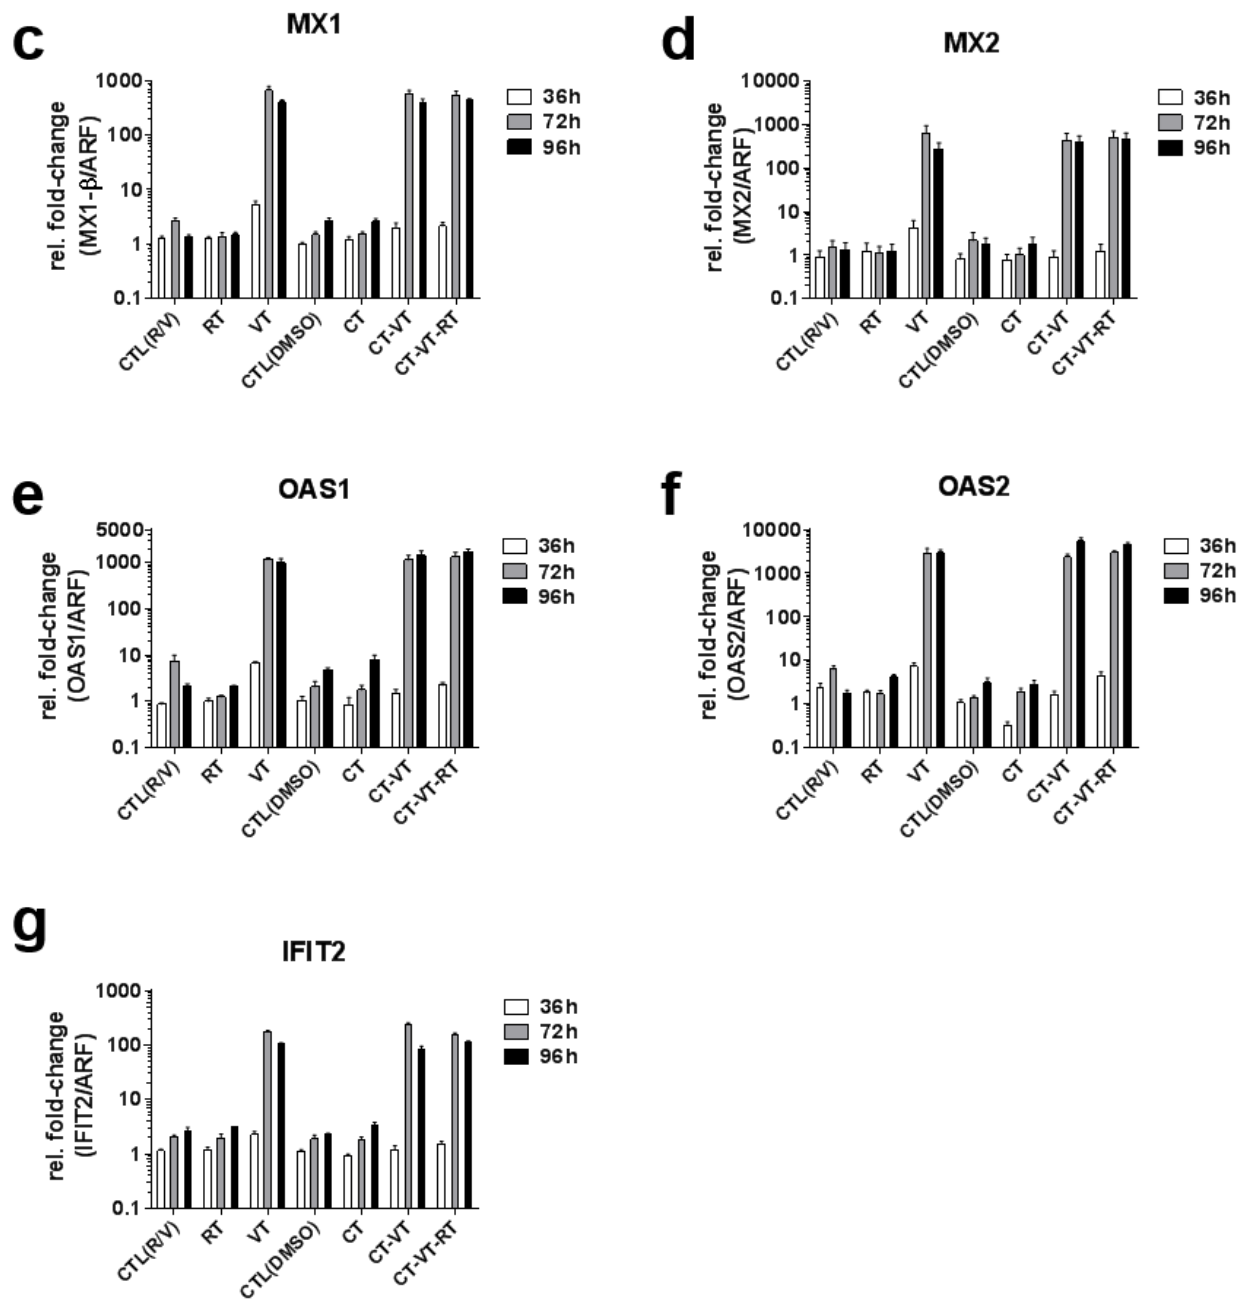 c
MX1
rel. fold-change
(MX1-β/ARF)
1000
100
10
1
0.1
CTL(R/V)
RT
VT
CTL(DMSO)
CT
CT-VT
CT-VT-RT
36h
72h
96h
d
MX2
rel. fold-change
(MX2/ARF)
10000
1000
100
10
1
0.1
CTL(R/V)
RT
VT
CTL(DMSO)
CT
CT-VT
CT-VT-RT
36h
72h
96h
e
OAS1
rel. fold-change
(OAS1/ARF)
5000
1000
100
10
1
0.1
CTL(R/V)
RT
VT
CTL(DMSO)
CT
CT-VT
CT-VT-RT
36h
72h
96h
f
OAS2
rel. fold-change
(OAS2/ARF)
10000
1000
100
10
1
0.1
CTL(R/V)
RT
VT
CTL(DMSO)
CT
CT-VT
CT-VT-RT
36h
72h
96h
g
IFIT2
rel. fold-change
(IFIT2/ARF)
1000
100
10
1
0.1
CTL(R/V)
RT
VT
CTL(DMSO)
CT
CT-VT
CT-VT-RT
36h
72h
96h